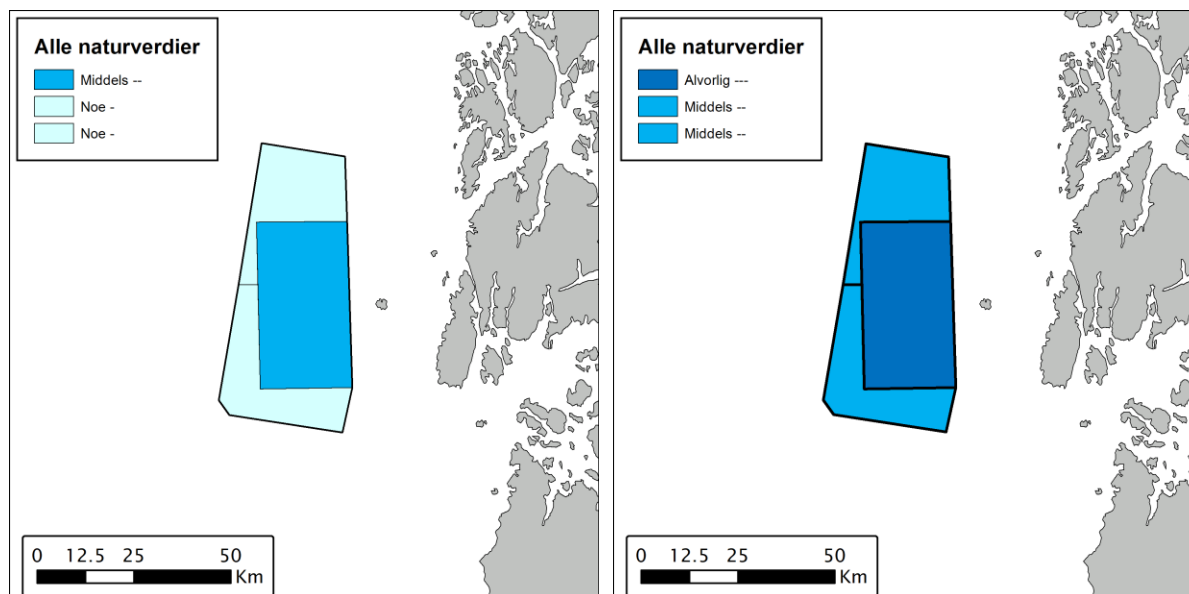 Alle naturverdier
Middels --
Noe -
Noe -
0 12.5 25 50
Km
Alle naturverdier
Alvorlig ---
Middels --
Middels --
0 12.5 25 50
Km